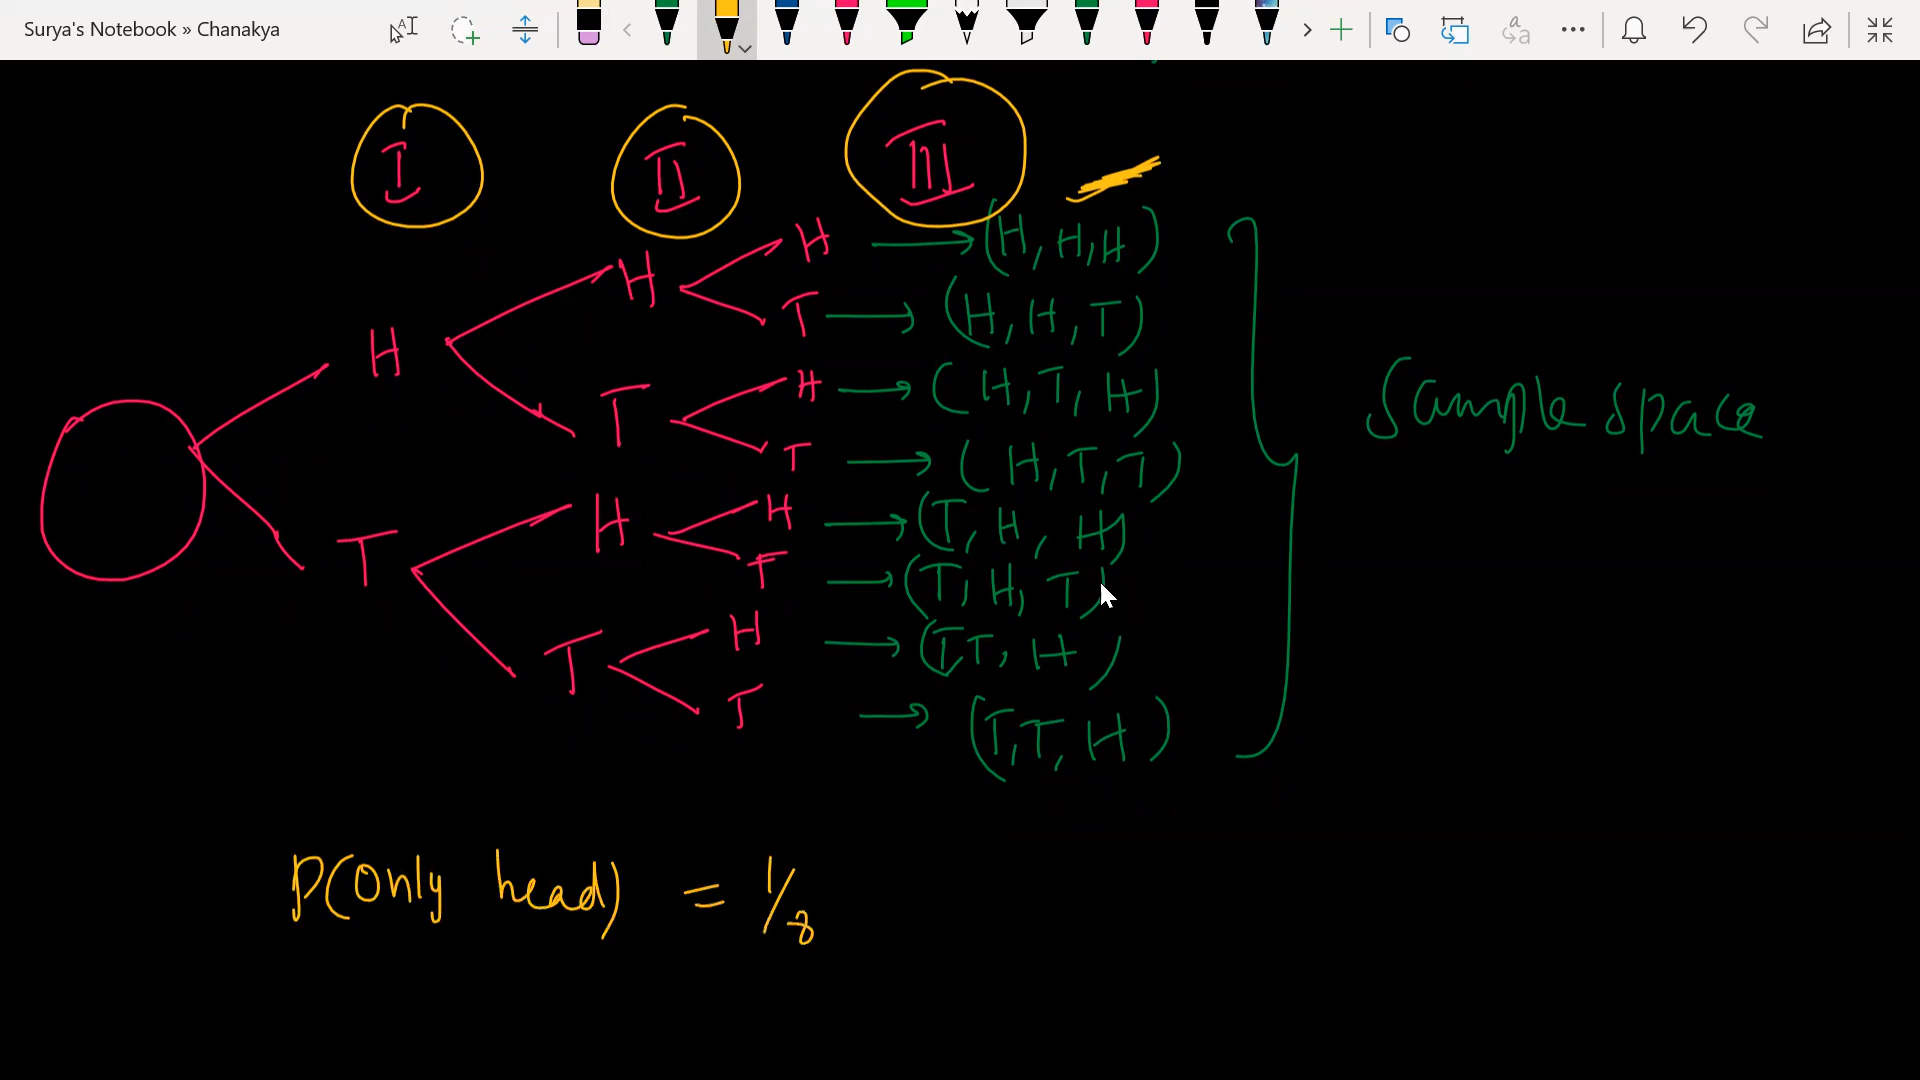 Surya's Notebook » Chanakya
I II III
H → (H, H, H)
H
T → (H, H, T)
H
H → (H, T, H)
T
T → (H, T, T)
Sample space
H → (T, H, H)
H
T → (T, H, T)
T
H → (T, T, H)
T
T → (T, T, H)
P(Only head) = 1/8